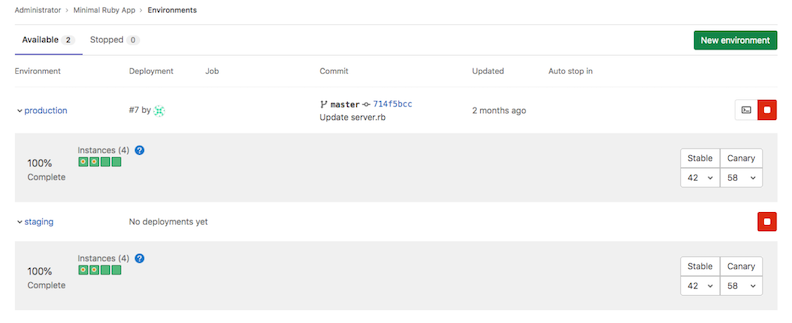 Administrator › Minimal Ruby App › Environments
Available 2 Stopped 0 New environment
Environment Deployment Job Commit Updated Auto stop in
production #7 by master 714f5bcc 2 months ago
Update server.rb
Instances (4) ?
100% Stable Canary
Complete 42 58
staging No deployments yet
Instances (4) ?
100% Stable Canary
Complete 42 58